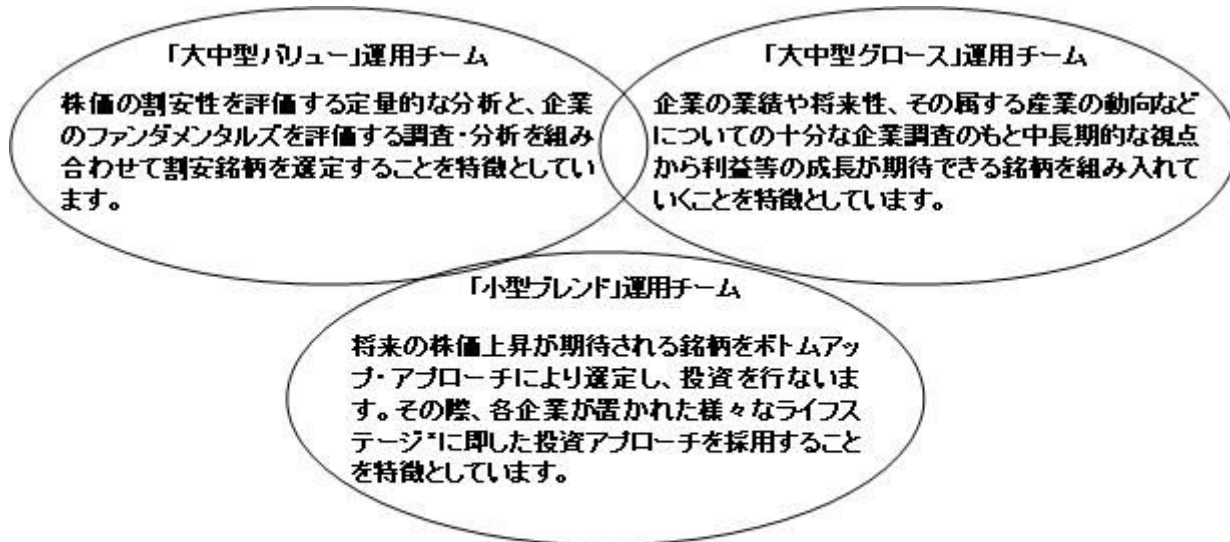 「大中型バリュー」運用チーム
株価の割安性を評価する定量的な分析と、企業
のファンダメンタルズを評価する調査・分析を組み
合わせて割安銘柄を選定することを特徴としてい
ます。
「大中型グロース」運用チーム
企業の業績や将来性、その属する産業の動向など
についての十分な企業調査のもと中長期的な視点
から利益等の成長が期待できる銘柄を組み入れて
いくことを特徴としています。
「小型ブレンド」運用チーム
将来の株価上昇が期待される銘柄をボトムアッ
プ・アプローチにより選定し、投資を行ないま
す。その際、各企業が置かれた様々なライフス
テージ*に即した投資アプローチを採用すること
を特徴としています。